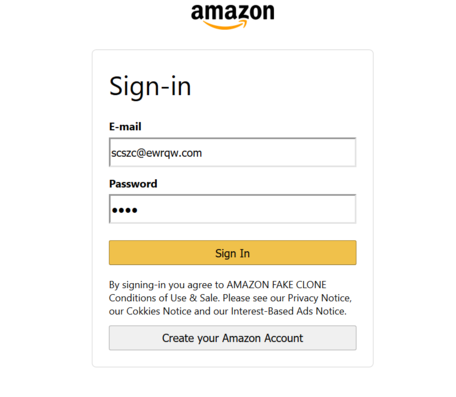 amazon
Sign-in
E-mail
scszc@ewrqw.com
Password
••••
Sign In
By signing-in you agree to AMAZON FAKE CLONE
Conditions of Use & Sale. Please see our Privacy Notice,
our Cokkies Notice and our Interest-Based Ads Notice.
Create your Amazon Account